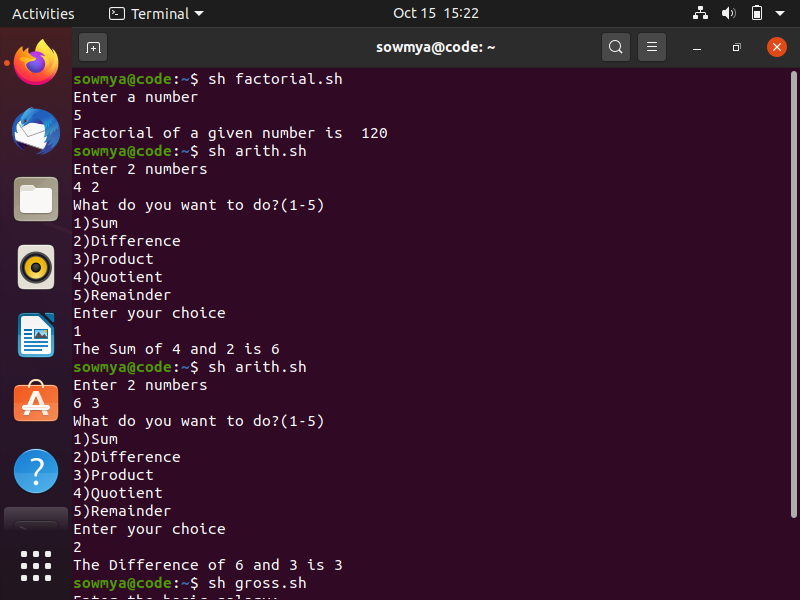 Activities Terminal Oct 15 15:22
sowmya@code: ~
sowmya@code:~$ sh factorial.sh
Enter a number
5
Factorial of a given number is  120
sowmya@code:~$ sh arith.sh
Enter 2 numbers
4 2
What do you want to do?(1-5)
1)Sum
2)Difference
3)Product
4)Quotient
5)Remainder
Enter your choice
1
The Sum of 4 and 2 is 6
sowmya@code:~$ sh arith.sh
Enter 2 numbers
6 3
What do you want to do?(1-5)
1)Sum
2)Difference
3)Product
4)Quotient
5)Remainder
Enter your choice
2
The Difference of 6 and 3 is 3
sowmya@code:~$ sh gross.sh
Enter the basic salary: